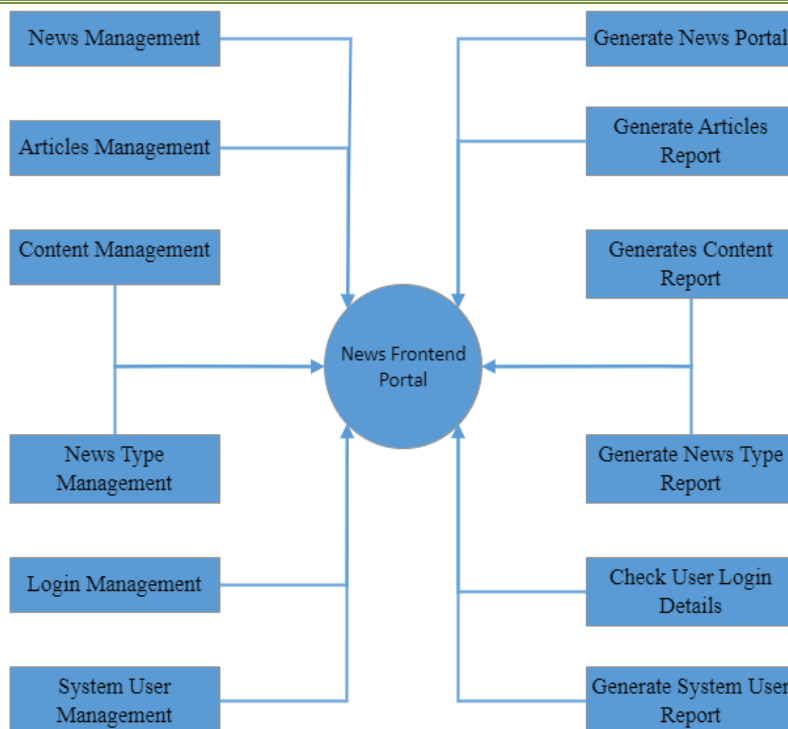 News Management
Generate News Portal
Articles Management
Generate Articles
Report
Content Management
Generates Content
Report
News Frontend
Portal
News Type
Management
Generate News Type
Report
Login Management
Check User Login
Details
System User
Management
Generate System User
Report